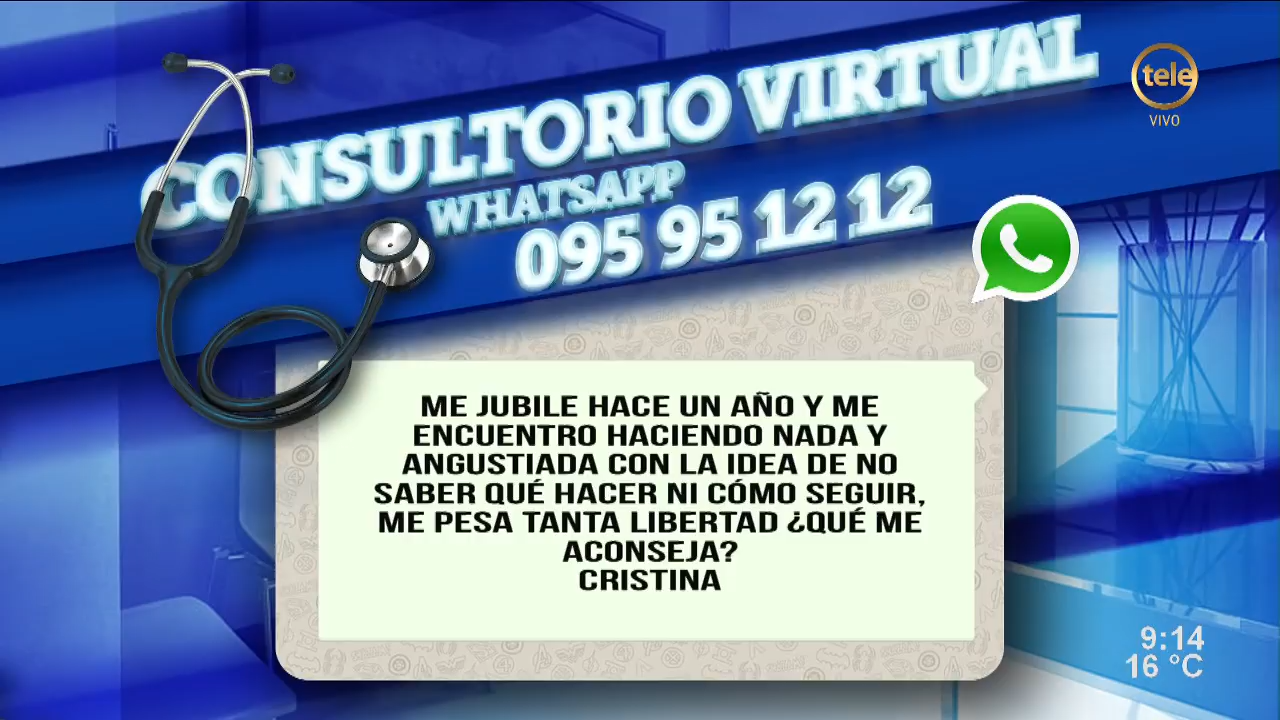 CONSULTORIO VIRTUAL
WHATSAPP
095 95 12 12
tele
VIVO
ME JUBILE HACE UN AÑO Y ME
ENCUENTRO HACIENDO NADA Y
ANGUSTIADA CON LA IDEA DE NO
SABER QUÉ HACER NI CÓMO SEGUIR,
ME PESA TANTA LIBERTAD ¿QUÉ ME
ACONSEJA?
CRISTINA
9:14
16 °C